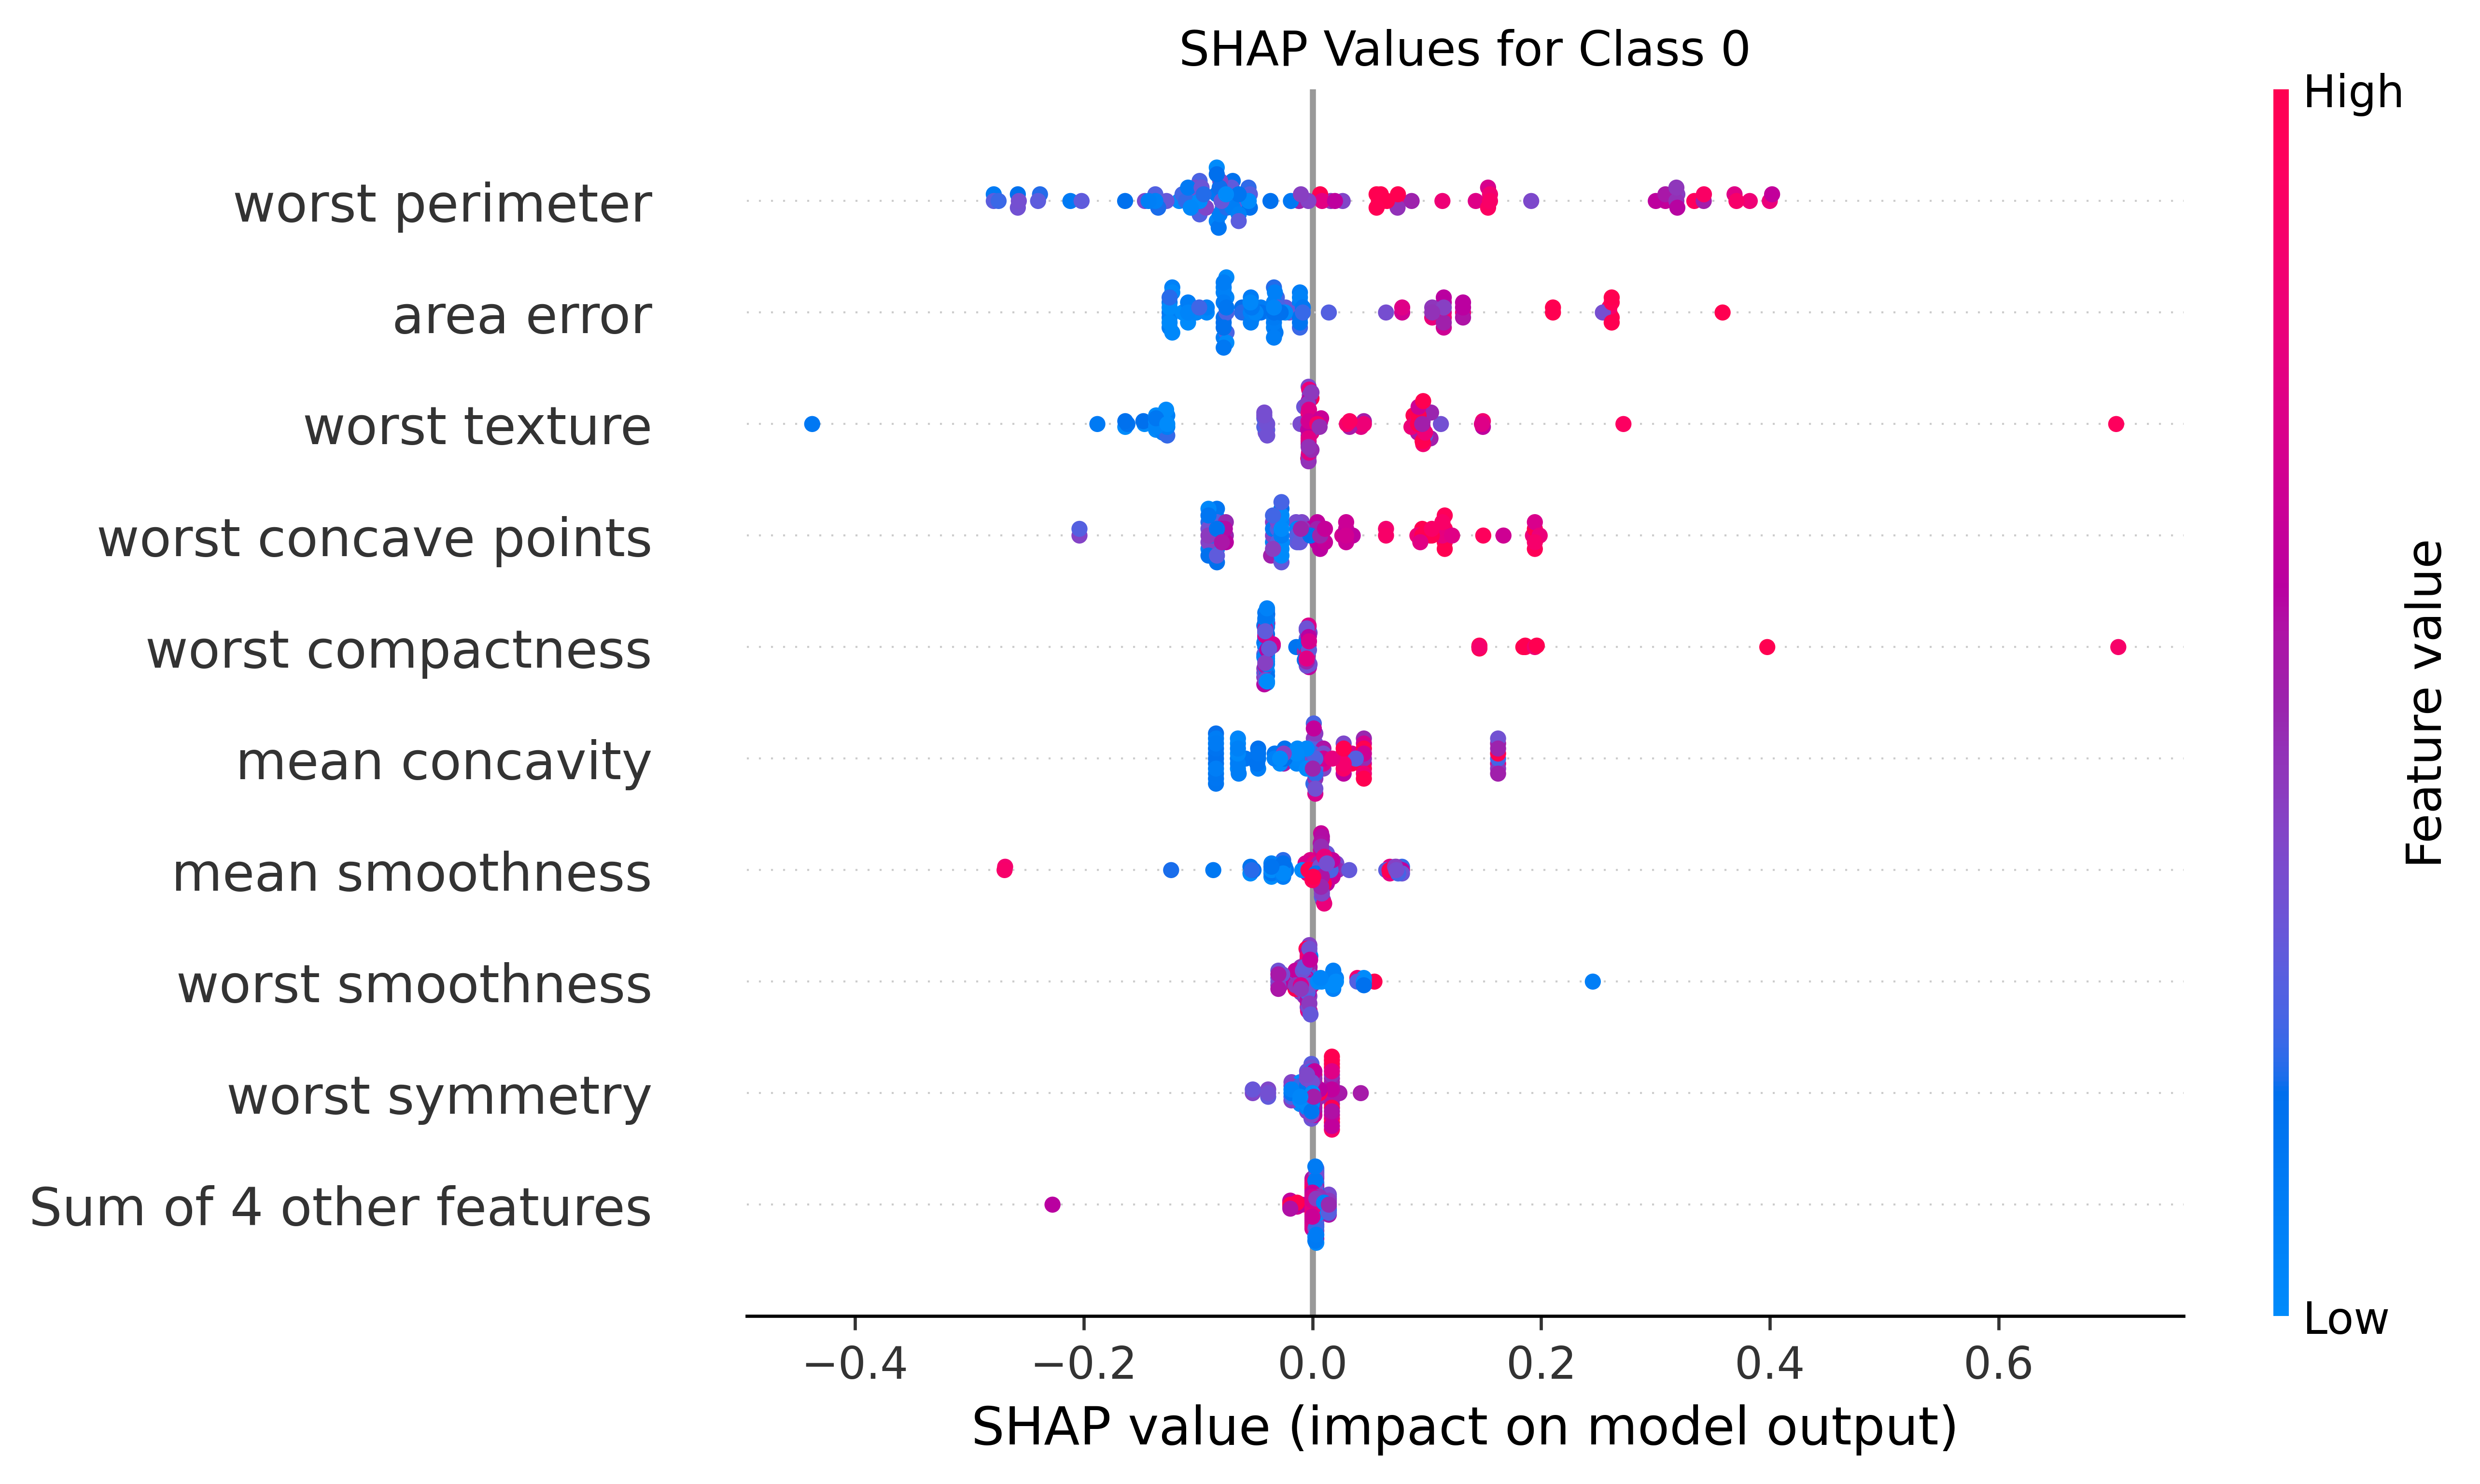 SHAP Values for Class 0
High
worst perimeter
area error
worst texture
worst concave points
worst compactness
mean concavity
mean smoothness
worst smoothness
worst symmetry
Sum of 4 other features
Feature value
Low
−0.4 −0.2 0.0 0.2 0.4 0.6
SHAP value (impact on model output)